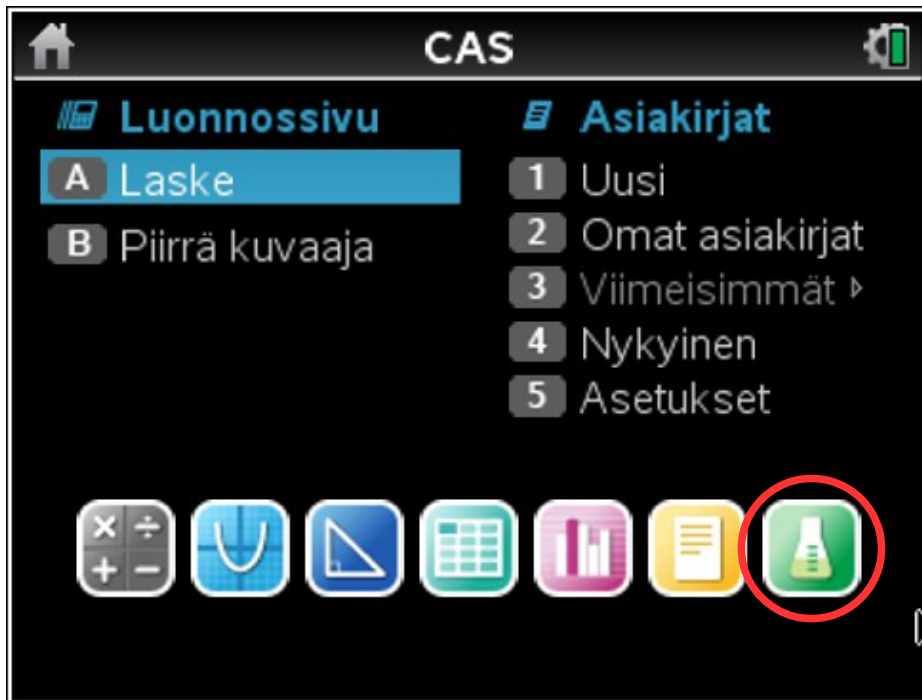 CAS
Luonnossivu
A Laske
B Piirrä kuvaaja
Asiakirjat
1 Uusi
2 Omat asiakirjat
3 Viimeisimmät
4 Nykyinen
5 Asetukset